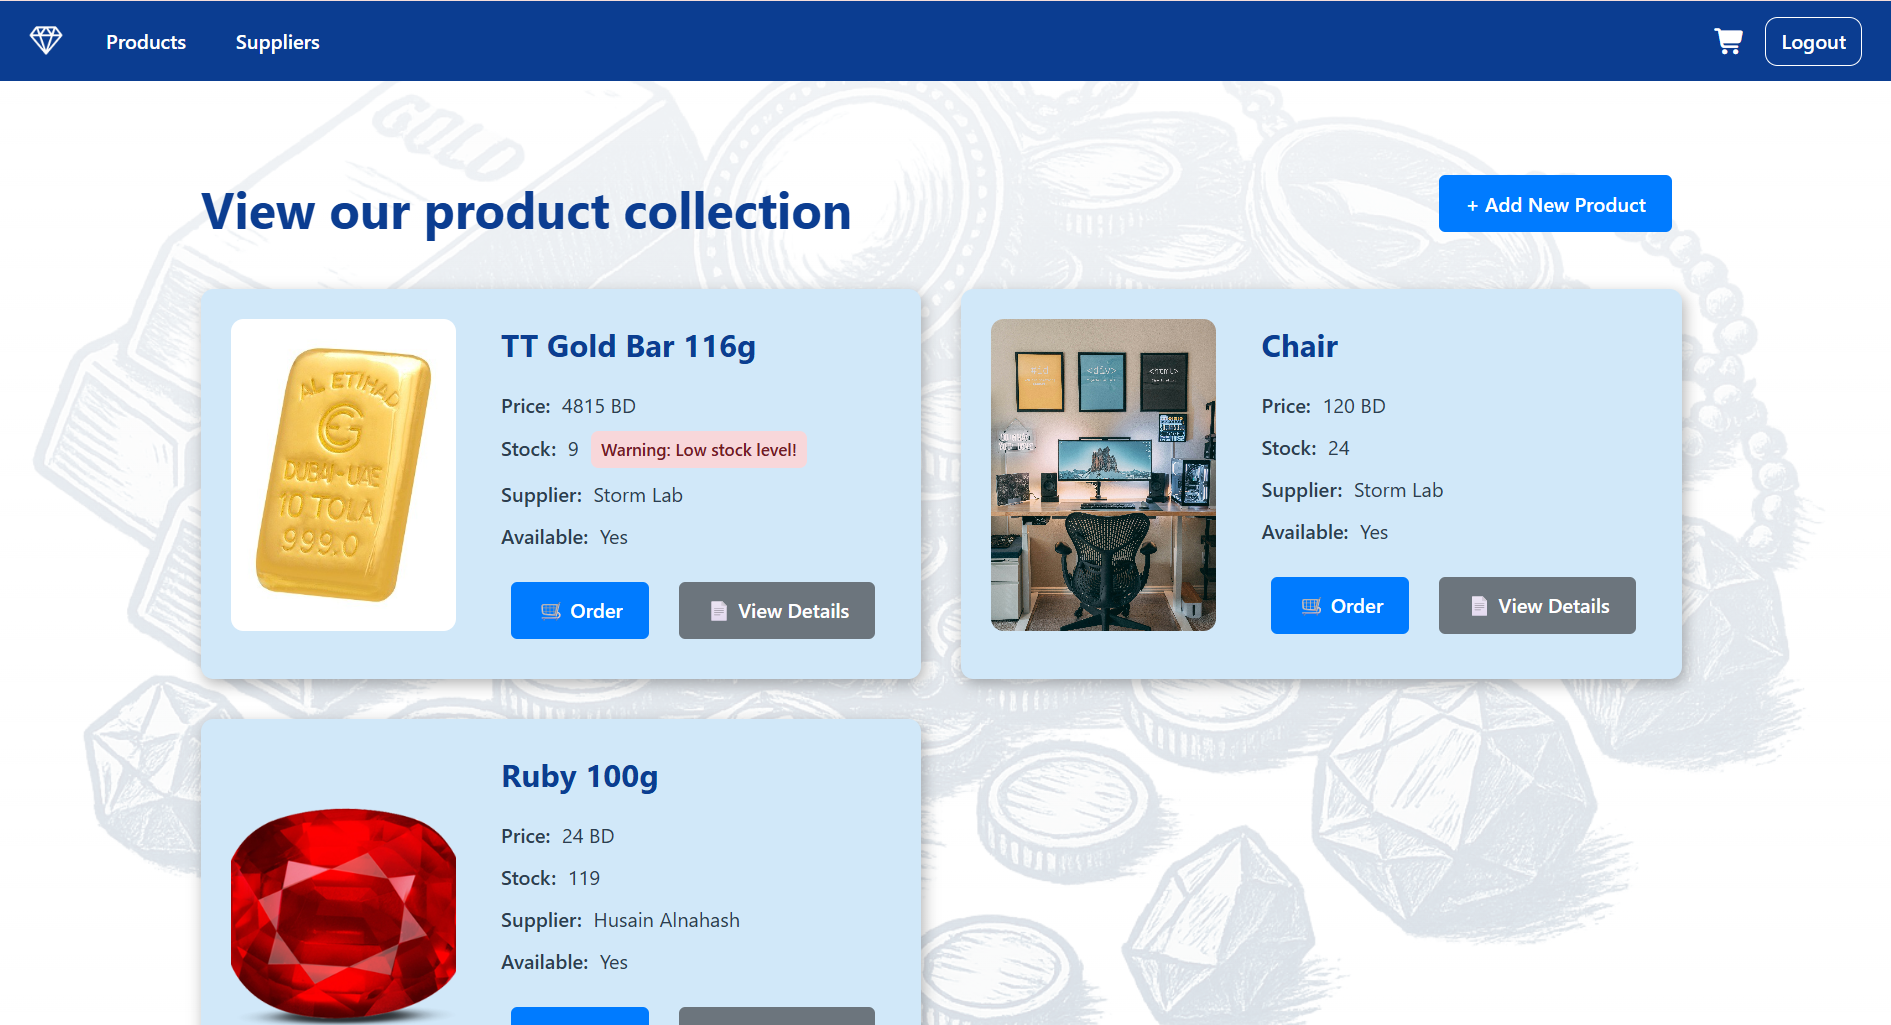 Products
Suppliers
Logout
GOLD
View our product collection
+ Add New Product
AL ETIHAD
DUBAI-UAE
10 TOLA
999.0
TT Gold Bar 116g
Price: 4815 BD
Stock: 9 Warning: Low stock level!
Supplier: Storm Lab
Available: Yes
Order
View Details
<div>
<html>
Chair
Price: 120 BD
Stock: 24
Supplier: Storm Lab
Available: Yes
Order
View Details
Ruby 100g
Price: 24 BD
Stock: 119
Supplier: Husain Alnahash
Available: Yes